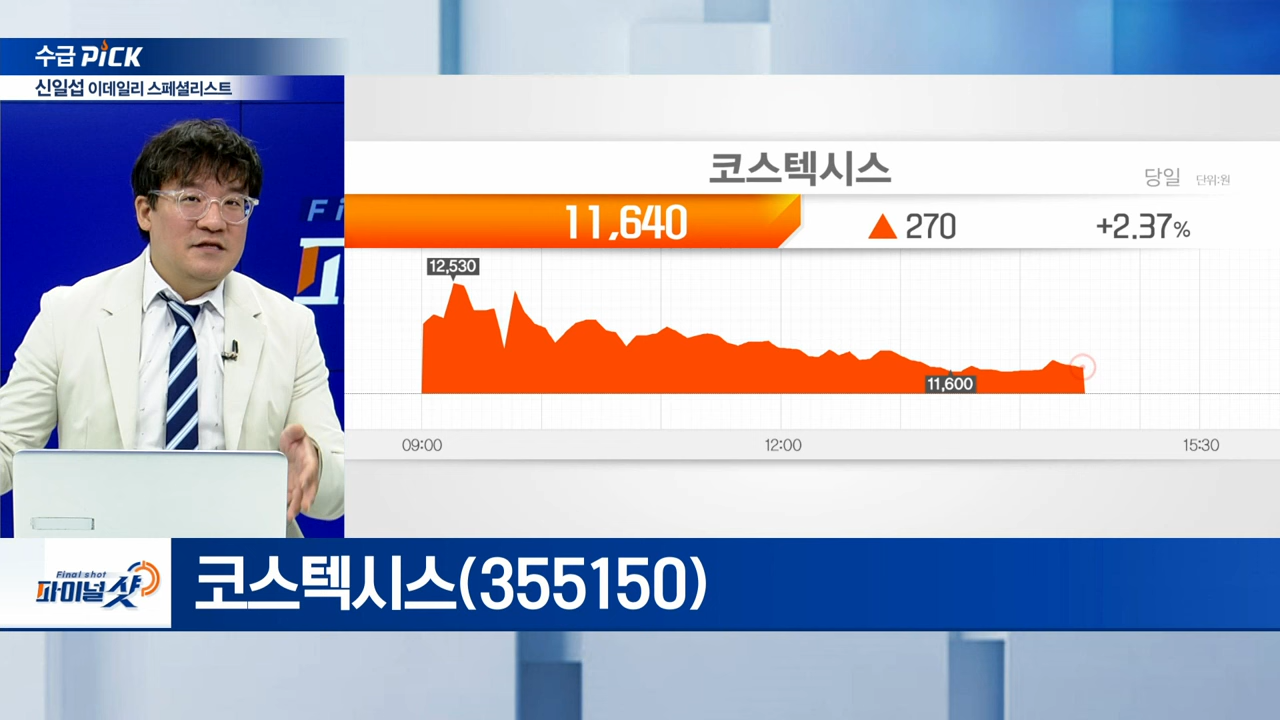 수급 PiCK
신일섭 이데일리 스페셜리스트
Fi
코스텍시스
당일 단위:원
11,640 ▲ 270 +2.37%
12,530
11,600
09:00 12:00 15:30
Final shot
파이널샷
코스텍시스(355150)